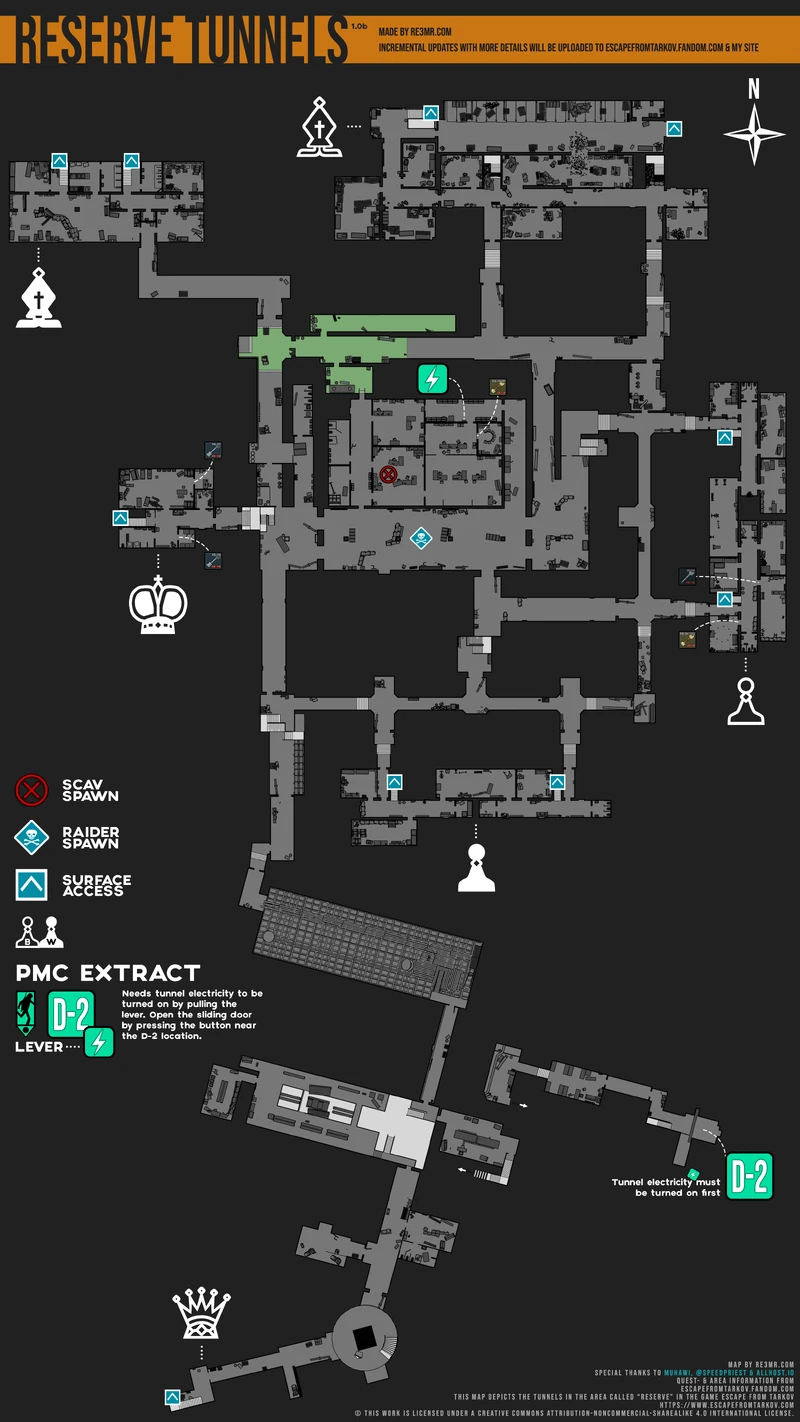 RESERVE TUNNELS 1.0b
MADE BY RE3MR.COM
INCREMENTAL UPDATES WITH MORE DETAILS WILL BE UPLOADED TO ESCAPEFROMTARKOV.FANDOM.COM & MY SITE
N
SCAV
SPAWN
RAIDER
SPAWN
SURFACE
ACCESS
B W
PMC EXTRACT
D-2
LEVER
Needs tunnel electricity to be
turned on by pulling the
lever. Open the sliding door
by pressing the button near
the D-2 location.
D-2
Tunnel electricity must
be turned on first
MAP BY RE3MR.COM
SPECIAL THANKS TO MUHAWI, @SPEEDPRIEST & ALLHOST.IO
QUEST- & AREA INFORMATION FROM
ESCAPEFROMTARKOV.FANDOM.COM
THIS MAP DEPICTS THE TUNNELS IN THE AREA CALLED "RESERVE" IN THE GAME ESCAPE FROM TARKOV
HTTPS://WWW.ESCAPEFROMTARKOV.COM
© THIS WORK IS LICENSED UNDER A CREATIVE COMMONS ATTRIBUTION-NONCOMMERCIAL-SHAREALIKE 4.0 INTERNATIONAL LICENSE.